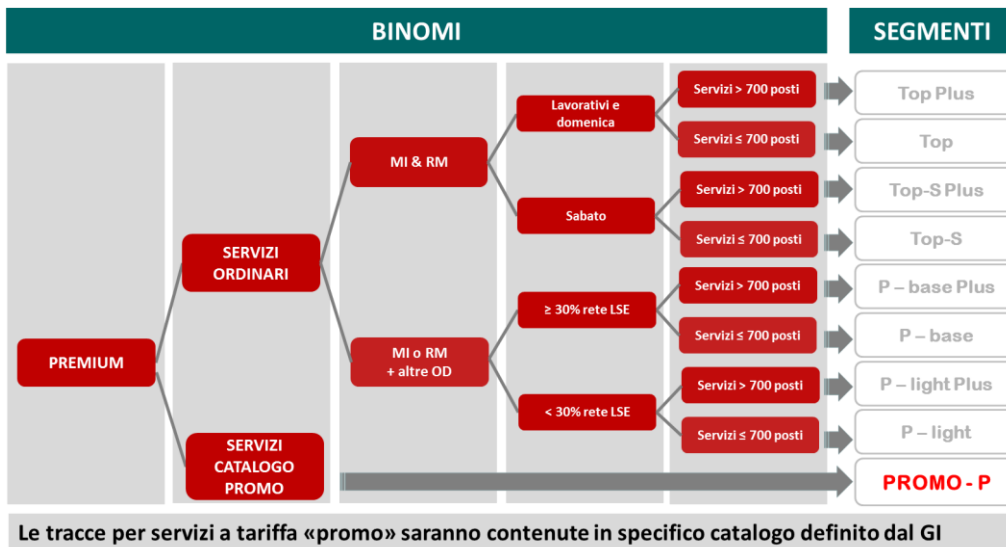 BINOMI
SEGMENTI
PREMIUM
SERVIZI
ORDINARI
SERVIZI
CATALOGO
PROMO
MI & RM
MI o RM
+ altre OD
Lavorativi e
domenica
Sabato
≥ 30% rete LSE
< 30% rete LSE
Servizi > 700 posti
Servizi ≤ 700 posti
Servizi > 700 posti
Servizi ≤ 700 posti
Servizi > 700 posti
Servizi ≤ 700 posti
Servizi > 700 posti
Servizi ≤ 700 posti
Top Plus
Top
Top-S Plus
Top-S
P – base Plus
P – base
P – light Plus
P – light
PROMO - P
Le tracce per servizi a tariffa «promo» saranno contenute in specifico catalogo definito dal GI